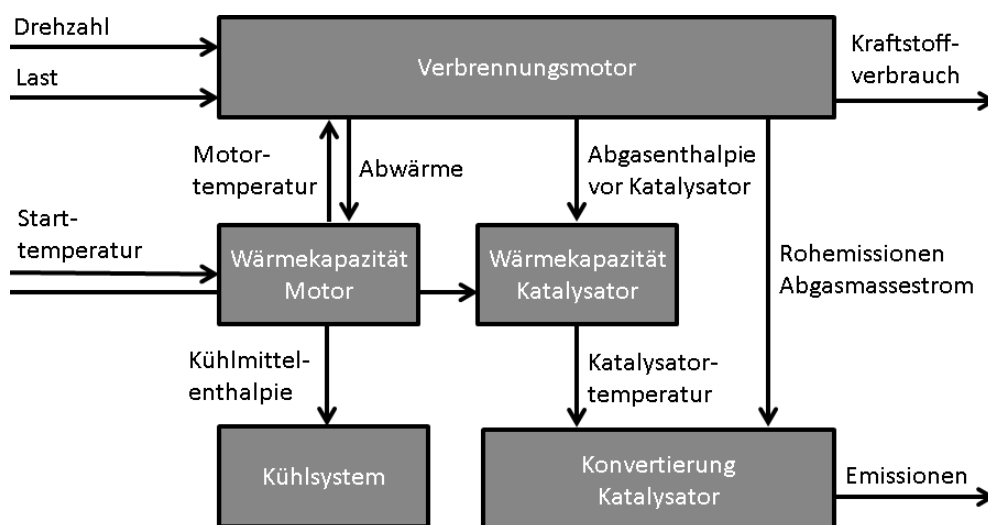 Drehzahl
Last
Verbrennungsmotor
Kraftstoff-
verbrauch
Motor-
temperatur
Abwärme
Abgasenthalpie
vor Katalysator
Start-
temperatur
Wärmekapazität
Motor
Wärmekapazität
Katalysator
Rohemissionen
Abgasmassestrom
Kühlmittel-
enthalpie
Katalysator-
temperatur
Kühlsystem
Konvertierung
Katalysator
Emissionen